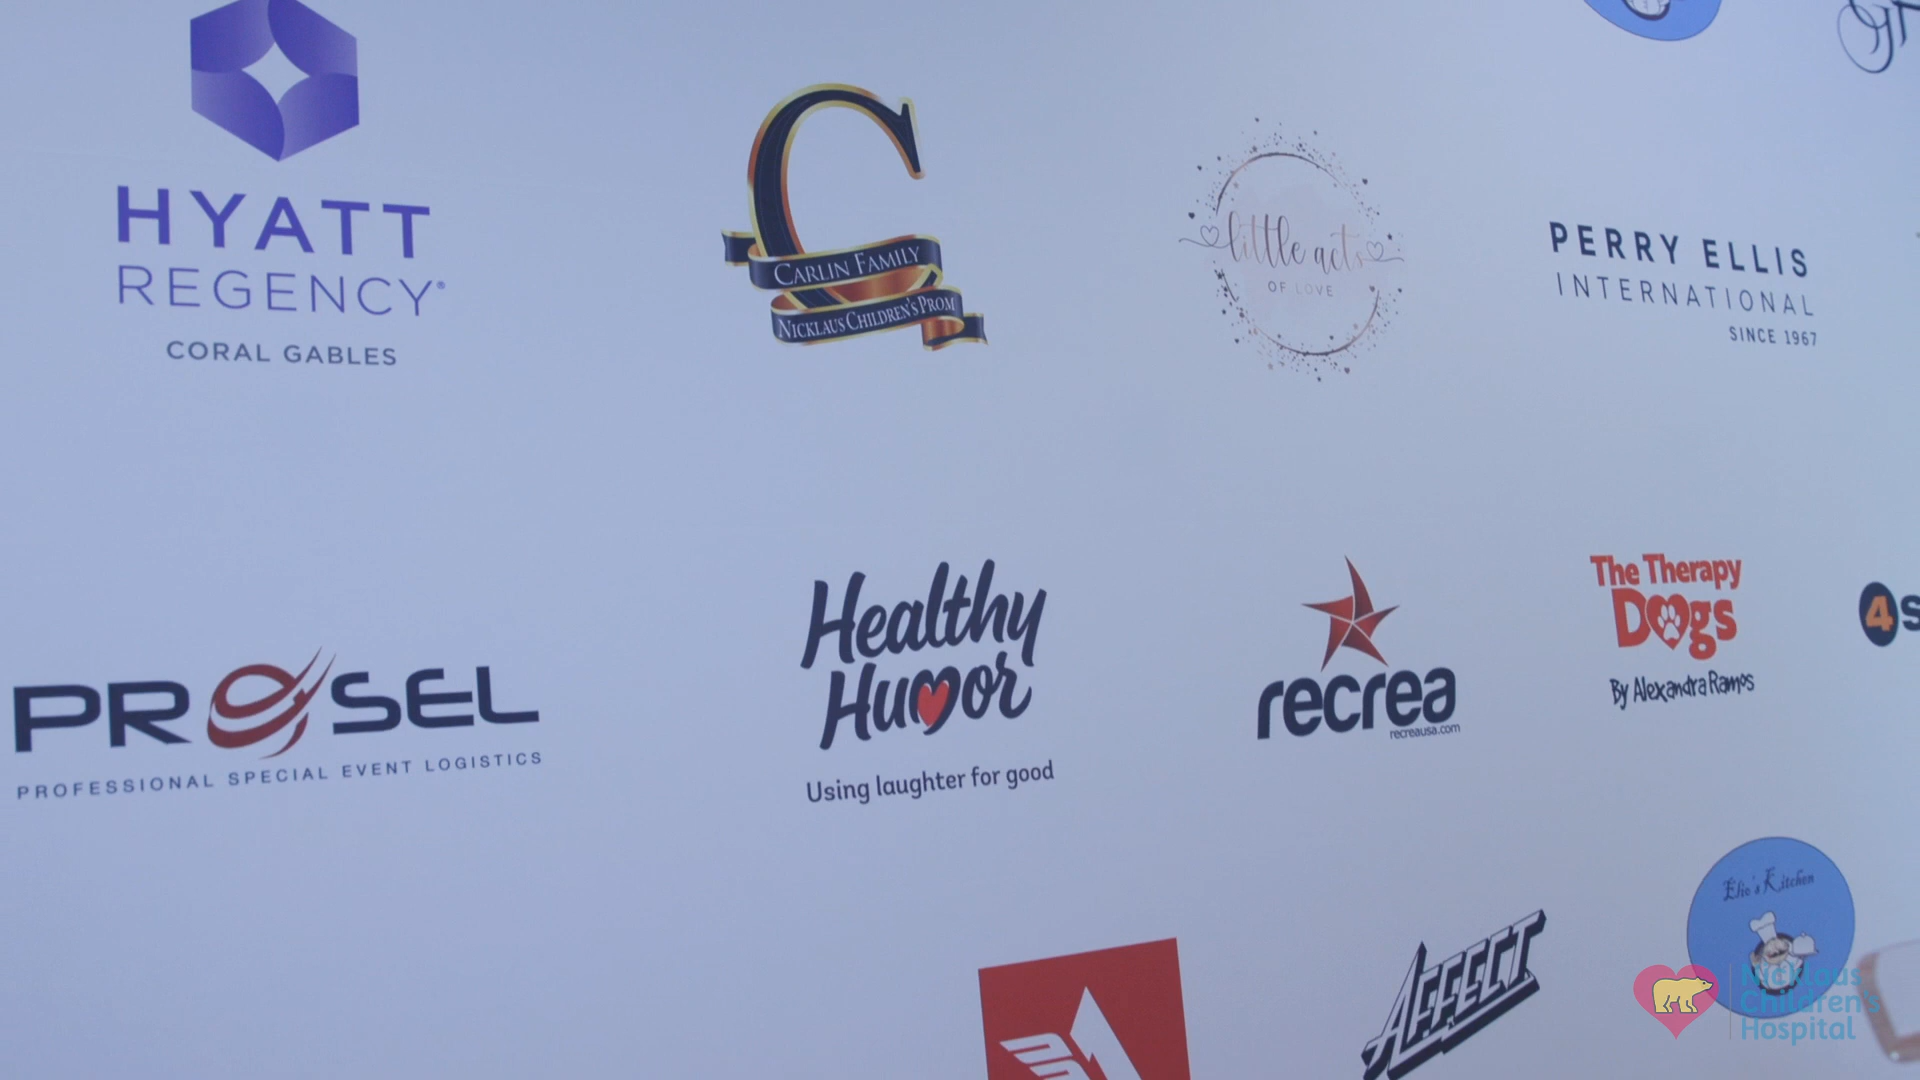 HYATT
REGENCY®
CORAL GABLES
CARLIN FAMILY
NICKLAUS CHILDREN'S PROM
little acts
OF LOVE
PERRY ELLIS
INTERNATIONAL
SINCE 1967
PROSEL
PROFESSIONAL SPECIAL EVENT LOGISTICS
Healthy
Humor
Using laughter for good
recrea
recreausa.com
The Therapy
Dogs
By Alexandra Ramos
4S
AFFECT
Elio's Kitchen
Nicklaus
Children's
Hospital